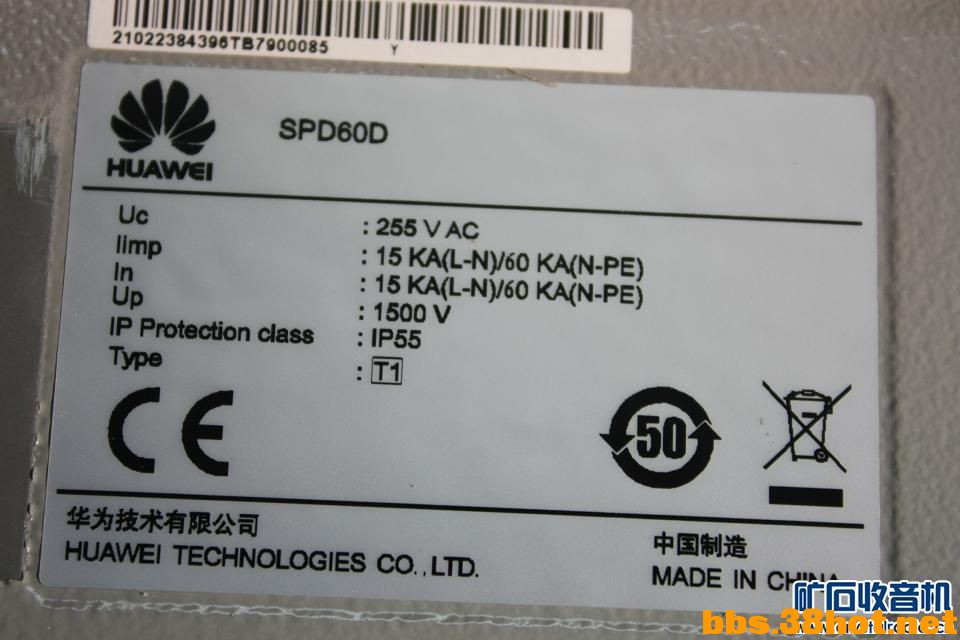 21022384396TB7900085 Y
HUAWEI
SPD60D
Uc : 255 V AC
Iimp : 15 KA(L-N)/60 KA(N-PE)
In : 15 KA(L-N)/60 KA(N-PE)
Up : 1500 V
IP Protection class : IP55
Type : T1
CE
50
华为技术有限公司
HUAWEI TECHNOLOGIES CO.,LTD.
中国制造
MADE IN CHINA
矿石收音机
bbs.38hot.net